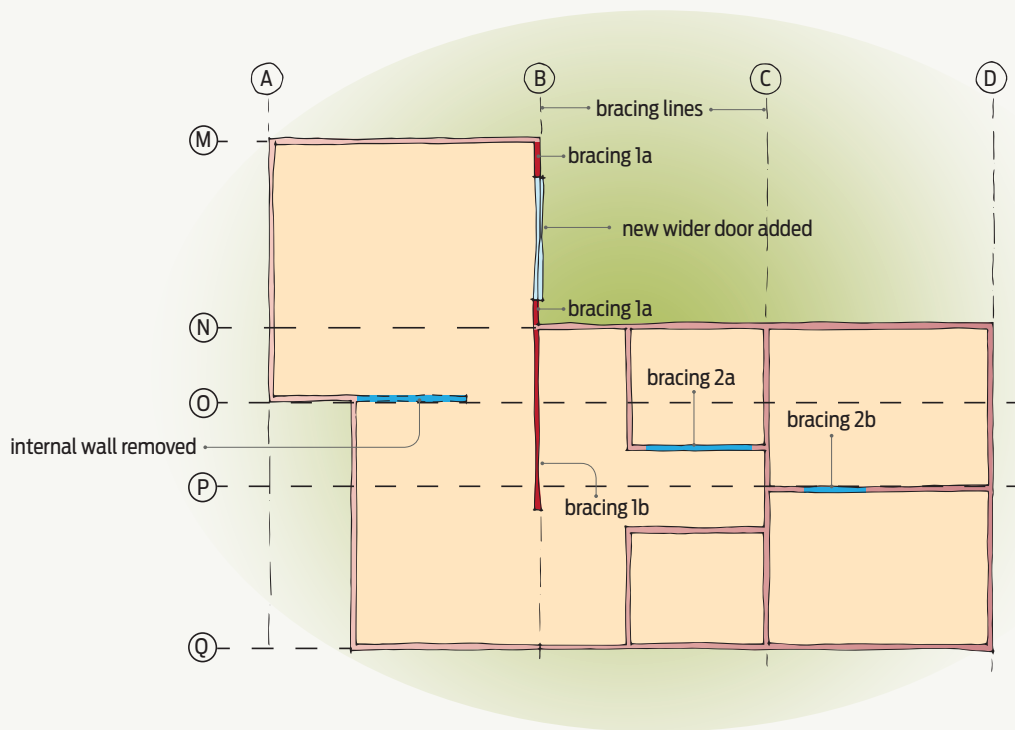 A
B
C
D
bracing lines
M
bracing 1a
new wider door added
bracing 1a
N
bracing 2a
O
bracing 2b
internal wall removed
P
bracing 1b
Q